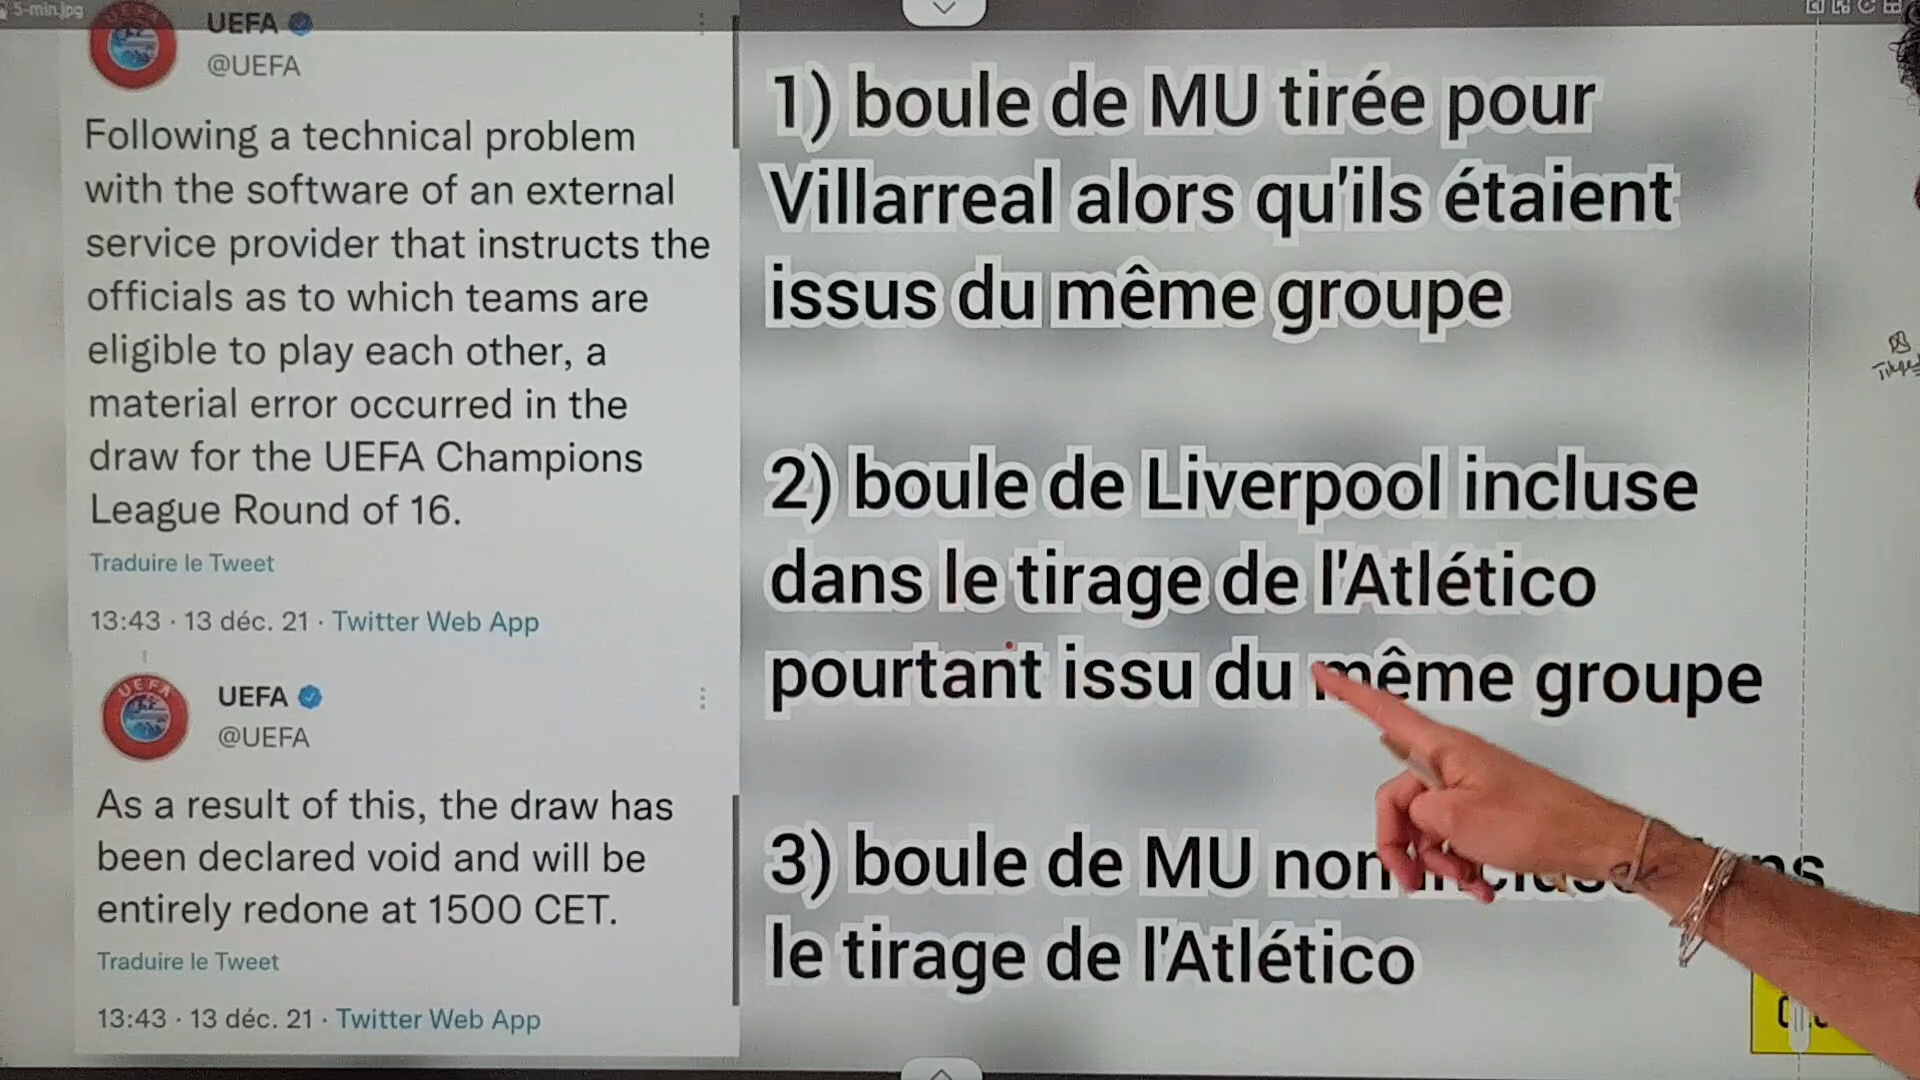 5-min.jpg
UEFA
@UEFA
Following a technical problem
with the software of an external
service provider that instructs the
officials as to which teams are
eligible to play each other, a
material error occurred in the
draw for the UEFA Champions
League Round of 16.
Traduire le Tweet
13:43 · 13 déc. 21 · Twitter Web App
UEFA
UEFA
@UEFA
As a result of this, the draw has
been declared void and will be
entirely redone at 1500 CET.
Traduire le Tweet
13:43 · 13 déc. 21 · Twitter Web App
1) boule de MU tirée pour
Villarreal alors qu'ils étaient
issus du même groupe
2) boule de Liverpool incluse
dans le tirage de l'Atlético
pourtant issu du même groupe
3) boule de MU non
le tirage de l'Atlético